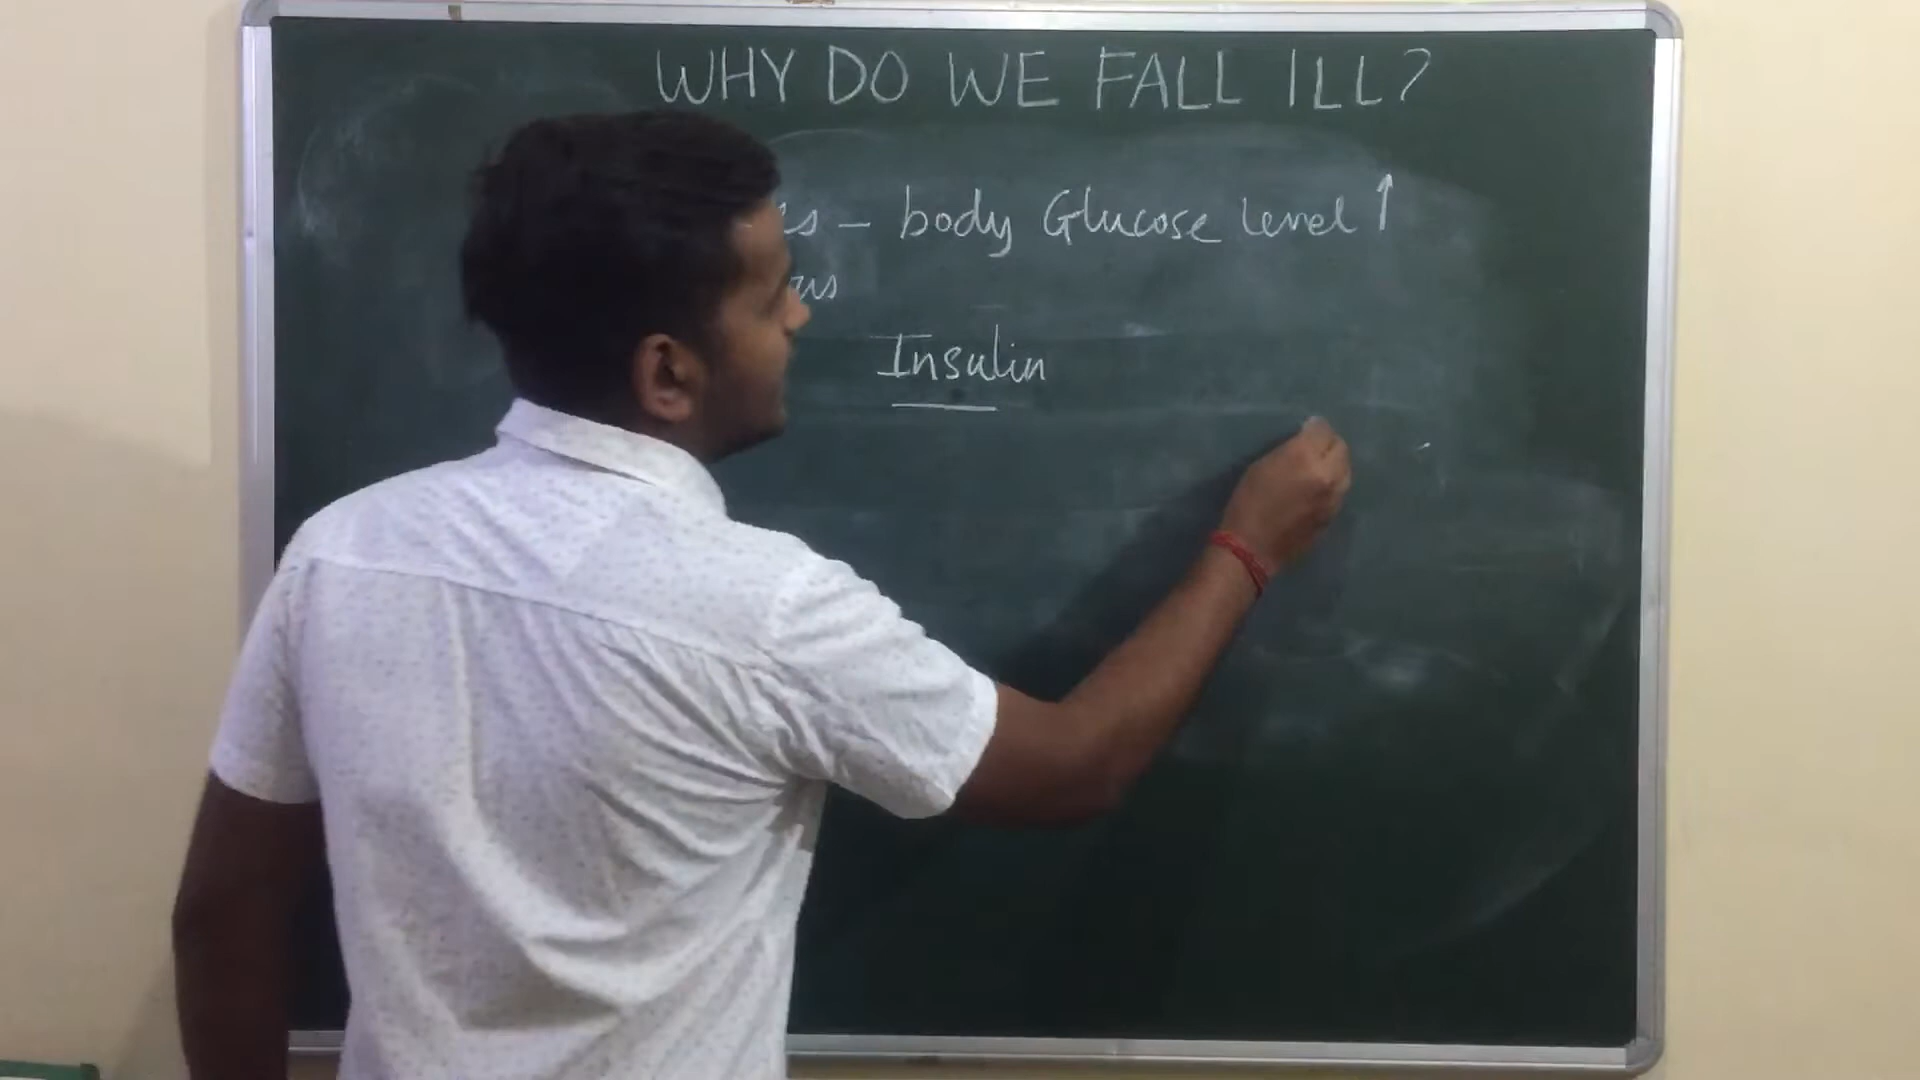 WHY DO WE FALL ILL?
– body Glucose level ↑
Insulin